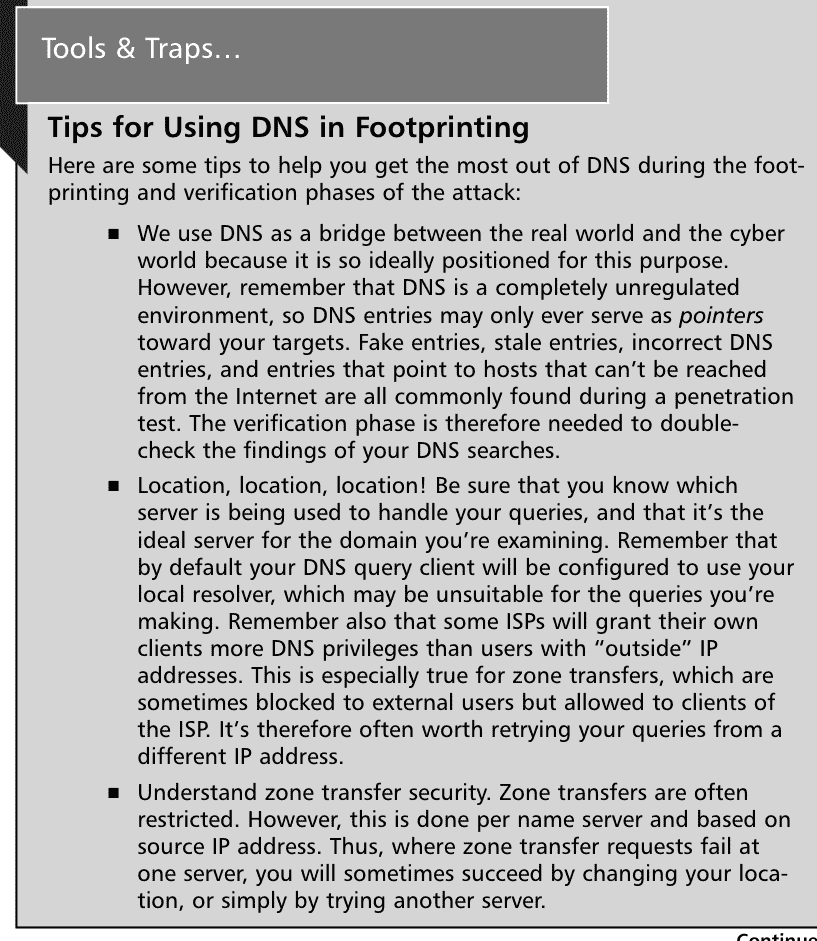 Tools & Traps…
Tips for Using DNS in Footprinting
Here are some tips to help you get the most out of DNS during the foot-
printing and verification phases of the attack:
■ We use DNS as a bridge between the real world and the cyber
world because it is so ideally positioned for this purpose.
However, remember that DNS is a completely unregulated
environment, so DNS entries may only ever serve as pointers
toward your targets. Fake entries, stale entries, incorrect DNS
entries, and entries that point to hosts that can’t be reached
from the Internet are all commonly found during a penetration
test. The verification phase is therefore needed to double-
check the findings of your DNS searches.
■ Location, location, location! Be sure that you know which
server is being used to handle your queries, and that it’s the
ideal server for the domain you’re examining. Remember that
by default your DNS query client will be configured to use your
local resolver, which may be unsuitable for the queries you’re
making. Remember also that some ISPs will grant their own
clients more DNS privileges than users with “outside” IP
addresses. This is especially true for zone transfers, which are
sometimes blocked to external users but allowed to clients of
the ISP. It’s therefore often worth retrying your queries from a
different IP address.
■ Understand zone transfer security. Zone transfers are often
restricted. However, this is done per name server and based on
source IP address. Thus, where zone transfer requests fail at
one server, you will sometimes succeed by changing your loca-
tion, or simply by trying another server.